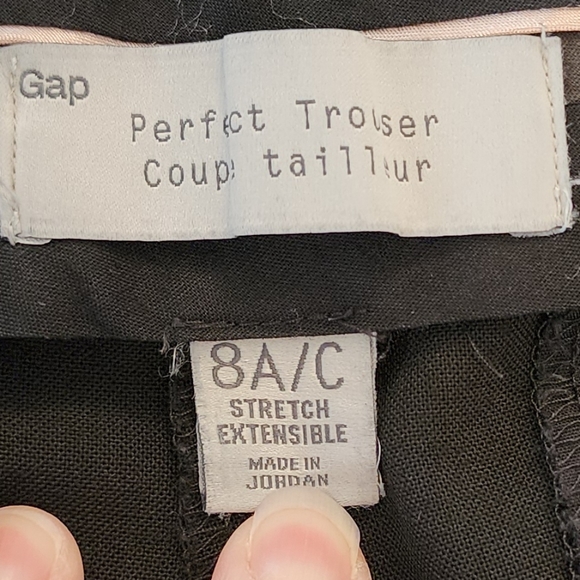 Gap
Perfect Trouser
Coupe tailleur
8A/C
STRETCH
EXTENSIBLE
MADE IN
JORDAN